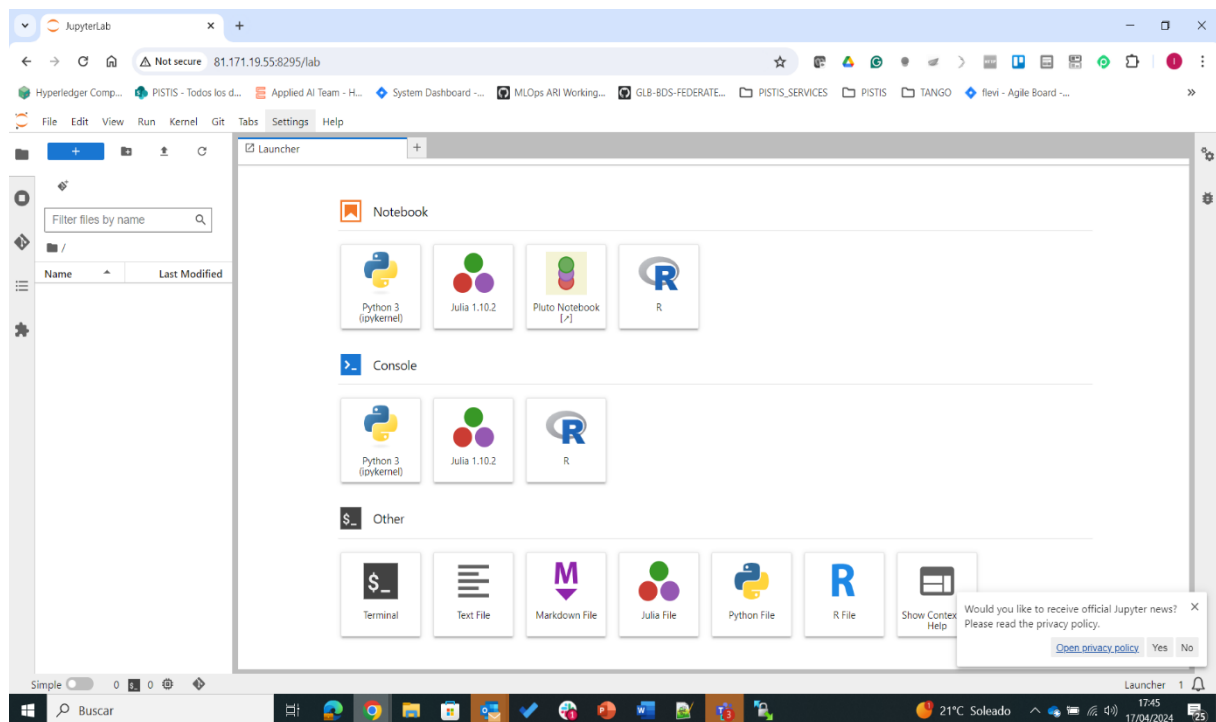 JupyterLab
Not secure 81.171.19.55:8295/lab
Hyperledger Comp... PISTIS - Todos los d... Applied AI Team - H... System Dashboard -... MLOps ARI Working... GLB-BDS-FEDERATE... PISTIS_SERVICES PISTIS TANGO flevi - Agile Board -...
File Edit View Run Kernel Git Tabs Settings Help
Launcher
Filter files by name
/
Name Last Modified
Notebook
Python 3 (ipykernel)
Julia 1.10.2
Pluto Notebook [↗]
R
Console
Python 3 (ipykernel)
Julia 1.10.2
R
$_ Other
$_
Terminal
Text File
M
Markdown File
Julia File
Python File
R
R File
Show Contex
Help
Would you like to receive official Jupyter news?
Please read the privacy policy.
Open privacy policy Yes No
Simple 0 $_ 0
Launcher 1
Buscar
21°C Soleado
17:45
17/04/2024
25